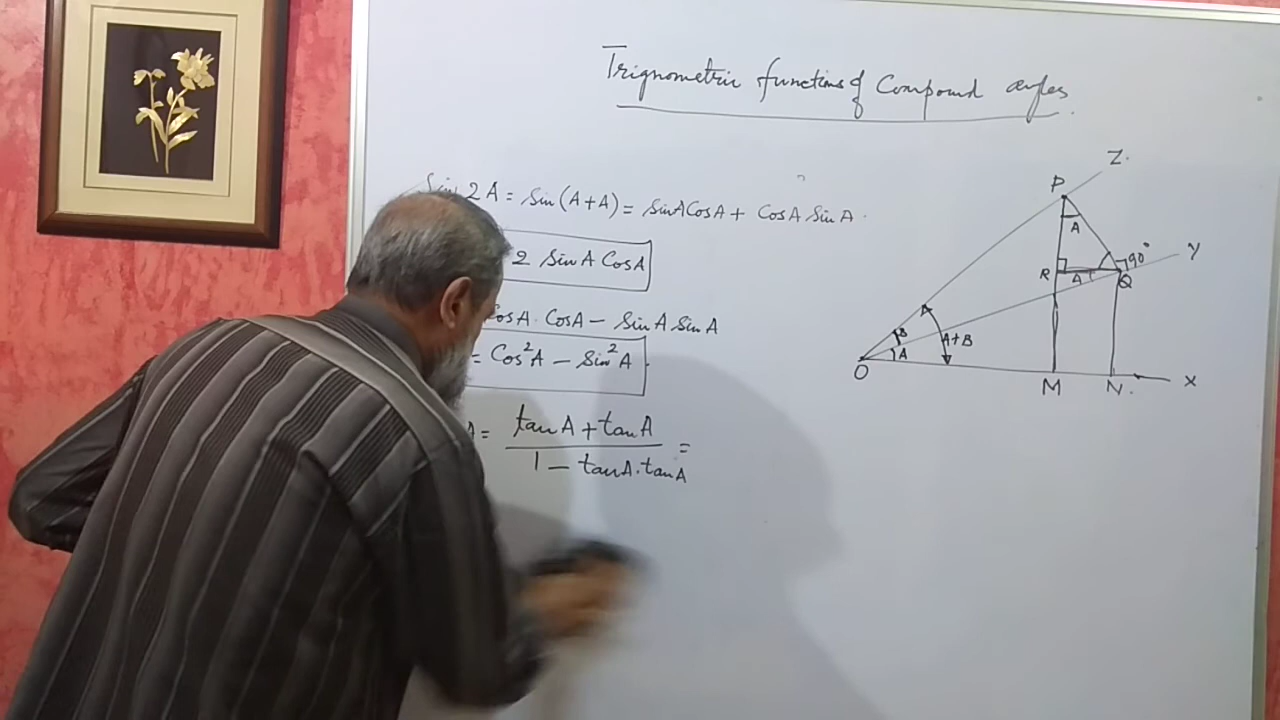 Trignometric functions of Compound angles.
Sin 2A = Sin (A+A) = SinA CosA + CosA SinA.
2 SinA CosA
CosA. CosA – SinA SinA
= Cos²A – Sin²A.
A = tanA + tanA / 1 – tanA.tanA =
Z.
P
A
90°
Y
R
A
Q
B
A+B
A
O
M
N.
X